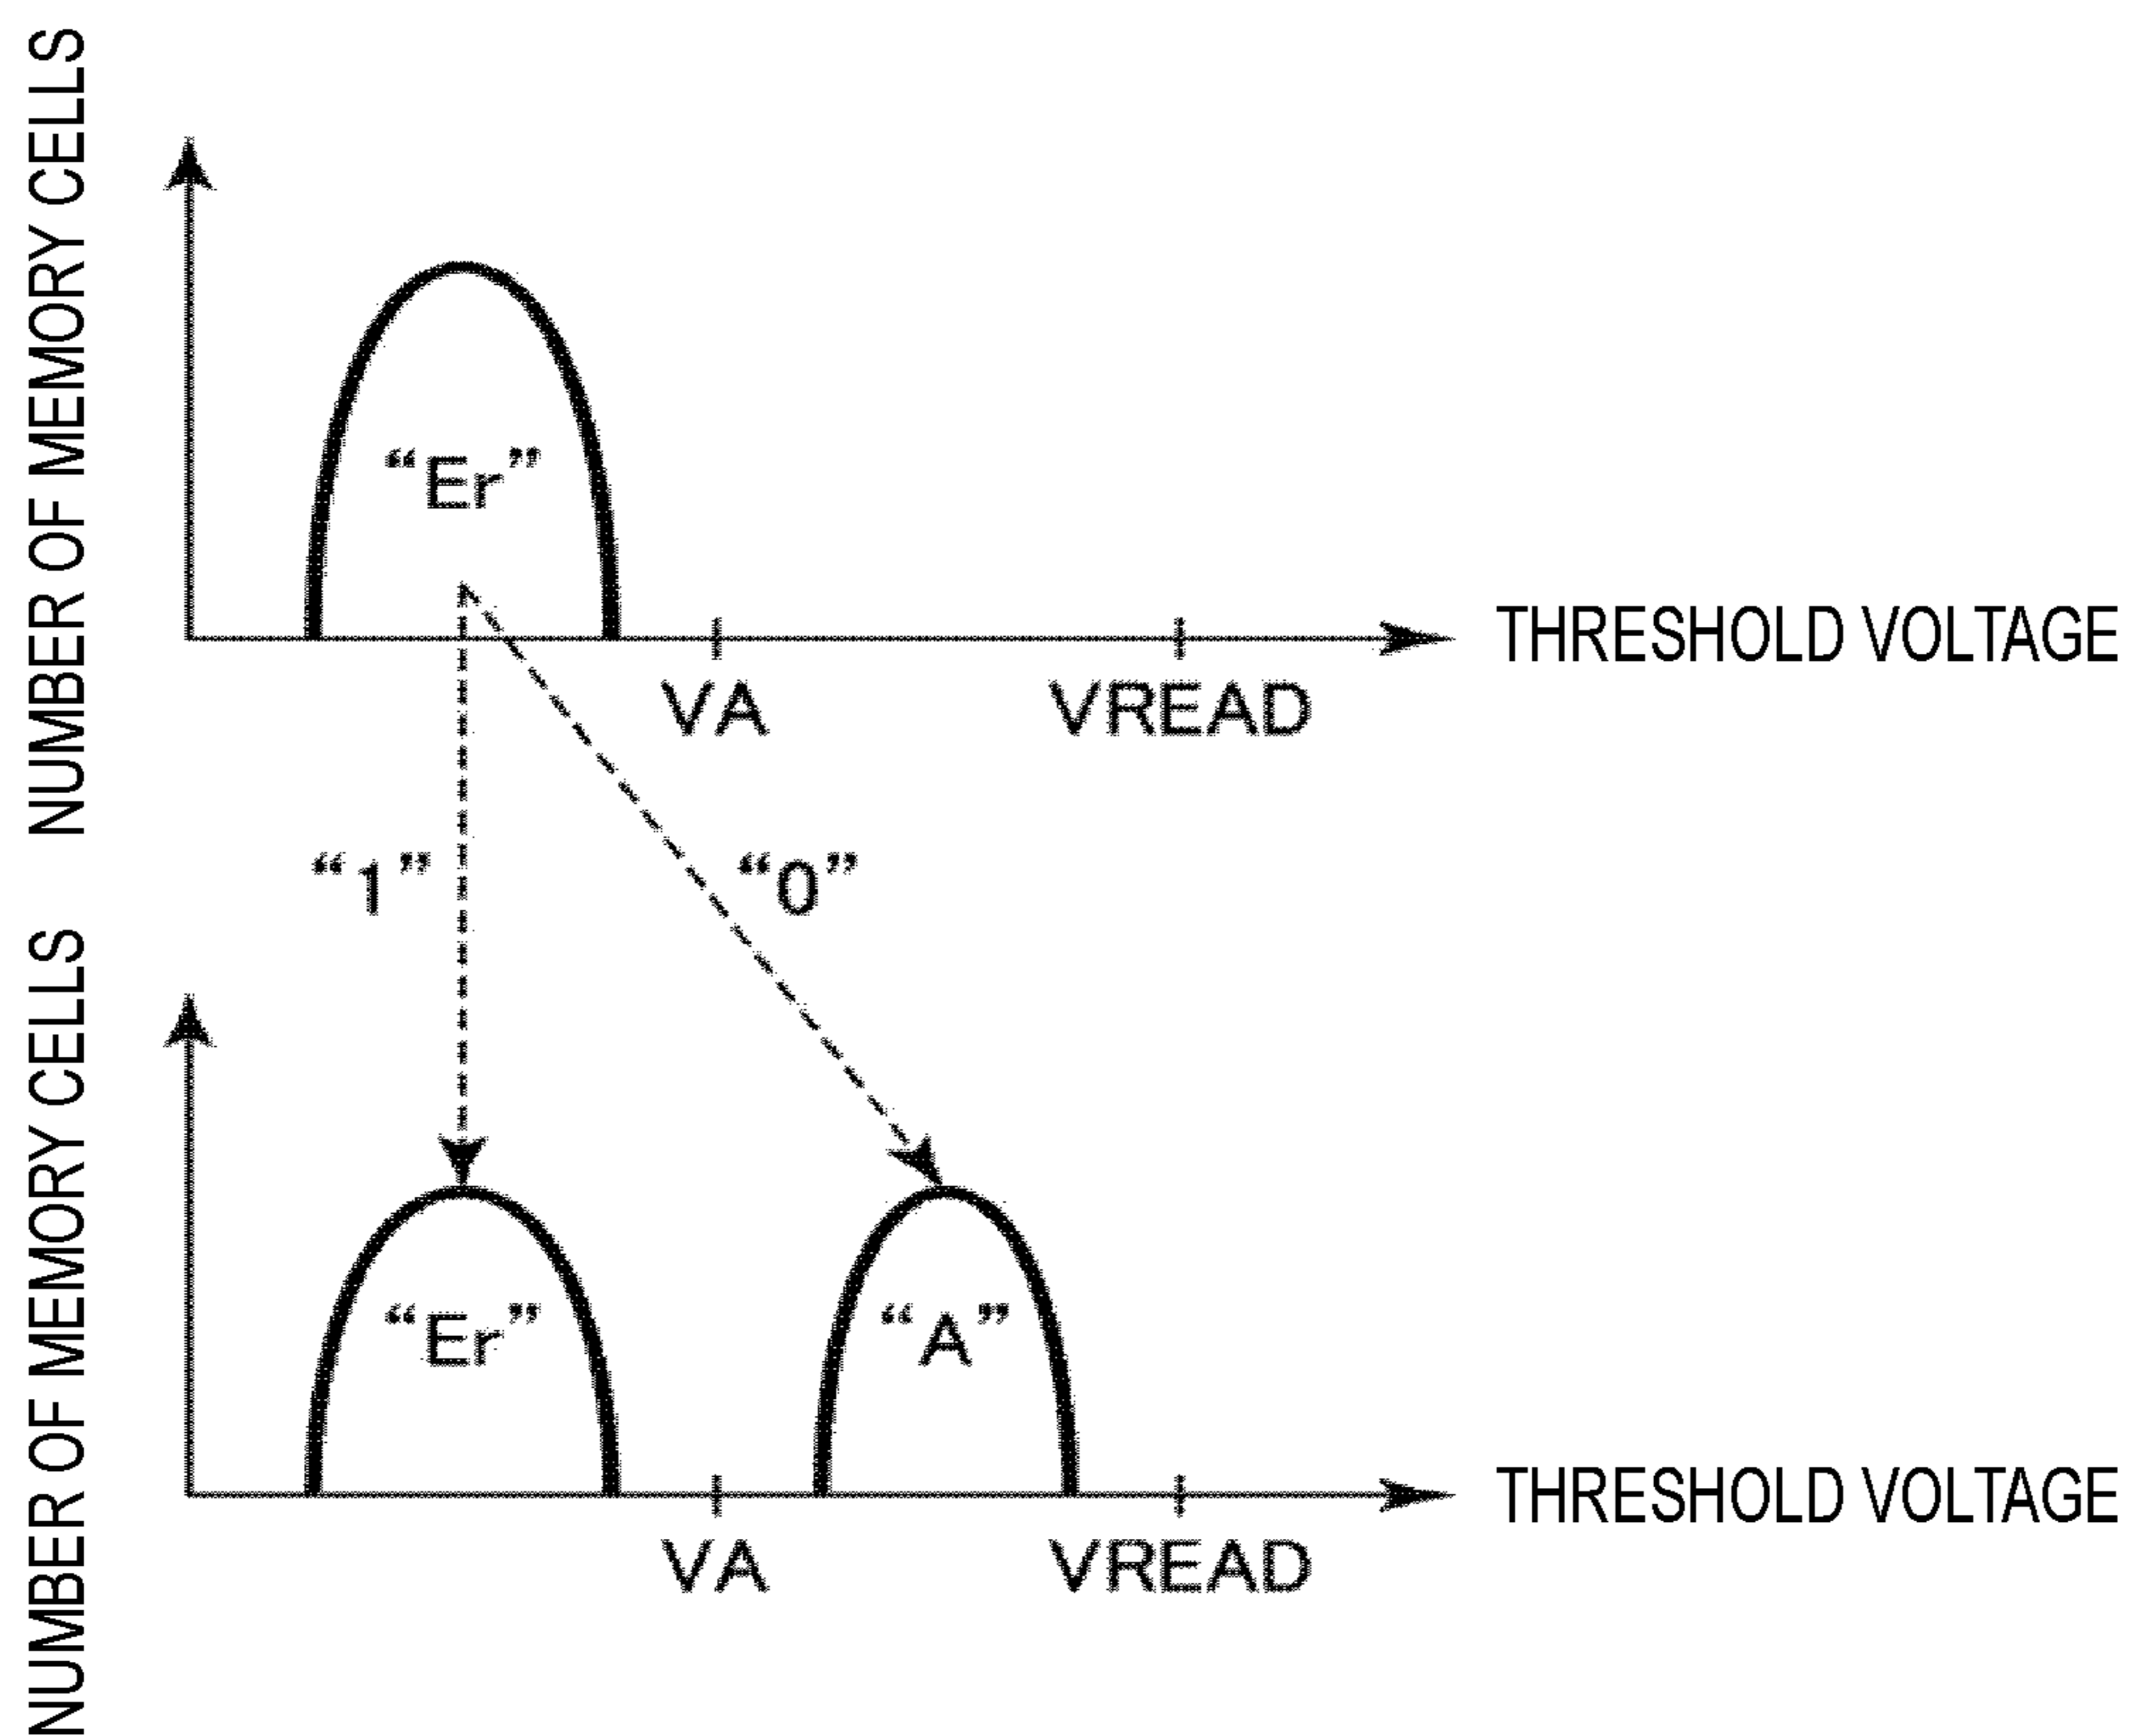 NUMBER OF MEMORY CELLS
“Er”
THRESHOLD VOLTAGE
VA
VREAD
“1”
“0”
NUMBER OF MEMORY CELLS
“Er”
“A”
THRESHOLD VOLTAGE
VA
VREAD